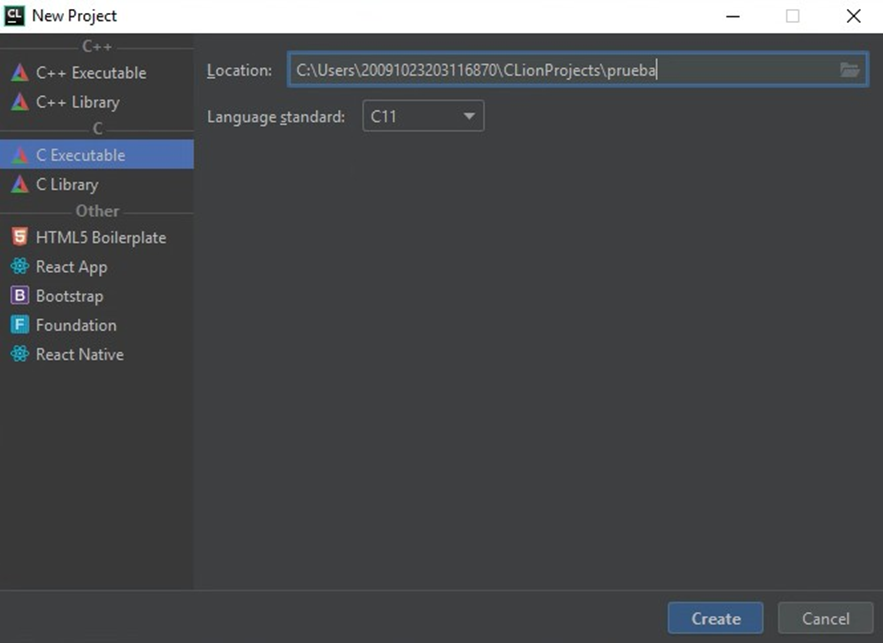 CL New Project
C++
C++ Executable
C++ Library
C
C Executable
C Library
Other
5 HTML5 Boilerplate
React App
B Bootstrap
F Foundation
React Native
Location: C:\Users\20091023203116870\CLionProjects\prueba
Language standard: C11
Create Cancel